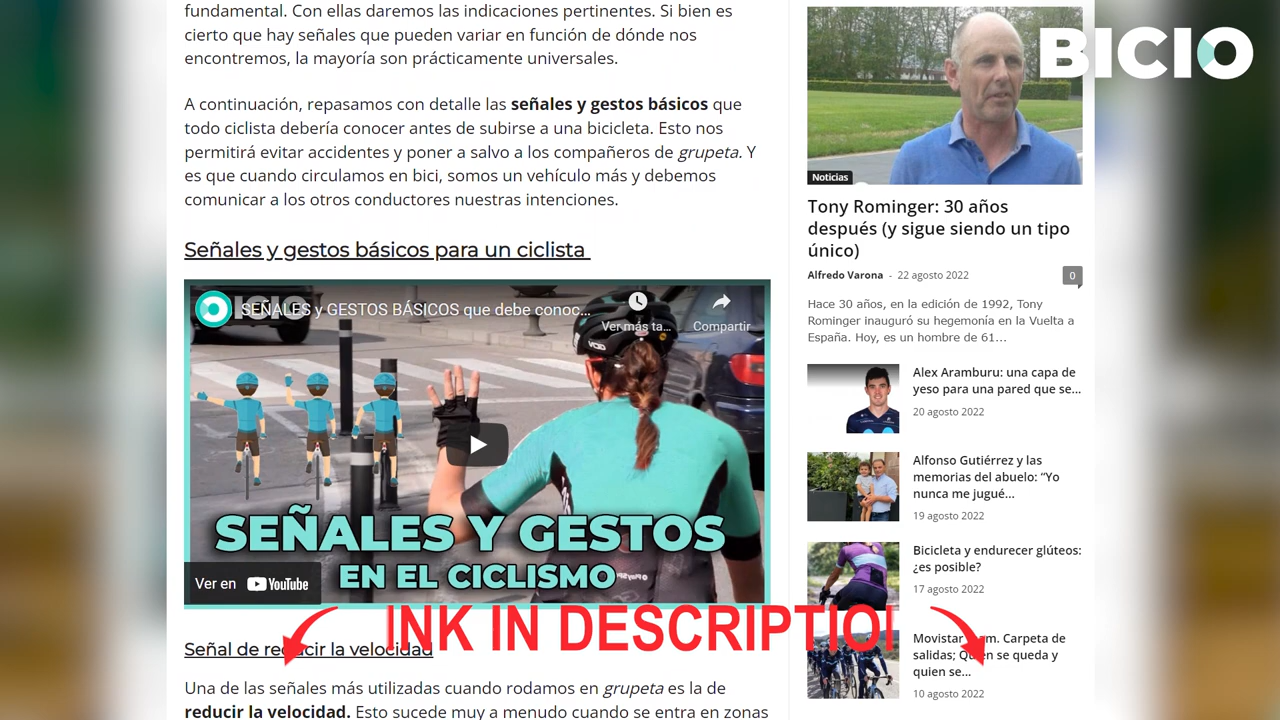 fundamental. Con ellas daremos las indicaciones pertinentes. Si bien es
cierto que hay señales que pueden variar en función de dónde nos
encontremos, la mayoría son prácticamente universales.
A continuación, repasamos con detalle las señales y gestos básicos que
todo ciclista debería conocer antes de subirse a una bicicleta. Esto nos
permitirá evitar accidentes y poner a salvo a los compañeros de grupeta. Y
es que cuando circulamos en bici, somos un vehículo más y debemos
comunicar a los otros conductores nuestras intenciones.
Señales y gestos básicos para un ciclista
SEÑALES y GESTOS BÁSICOS que debe conoc...
Ver más ta...
Compartir
SEÑALES Y GESTOS
EN EL CICLISMO
Ver en YouTube
INK IN DESCRIPTIO
Señal de reducir la velocidad
Una de las señales más utilizadas cuando rodamos en grupeta es la de
reducir la velocidad. Esto sucede muy a menudo cuando se entra en zonas
BICIO
Noticias
Tony Rominger: 30 años
después (y sigue siendo un tipo
único)
Alfredo Varona - 22 agosto 2022
0
Hace 30 años, en la edición de 1992, Tony
Rominger inauguró su hegemonía en la Vuelta a
España. Hoy, es un hombre de 61...
Alex Aramburu: una capa de
yeso para una pared que se...
20 agosto 2022
Alfonso Gutiérrez y las
memorias del abuelo: “Yo
nunca me jugué...
19 agosto 2022
Bicicleta y endurecer glúteos:
¿es posible?
17 agosto 2022
Movistar Team. Carpeta de
salidas; Quien se queda y
quien se...
10 agosto 2022